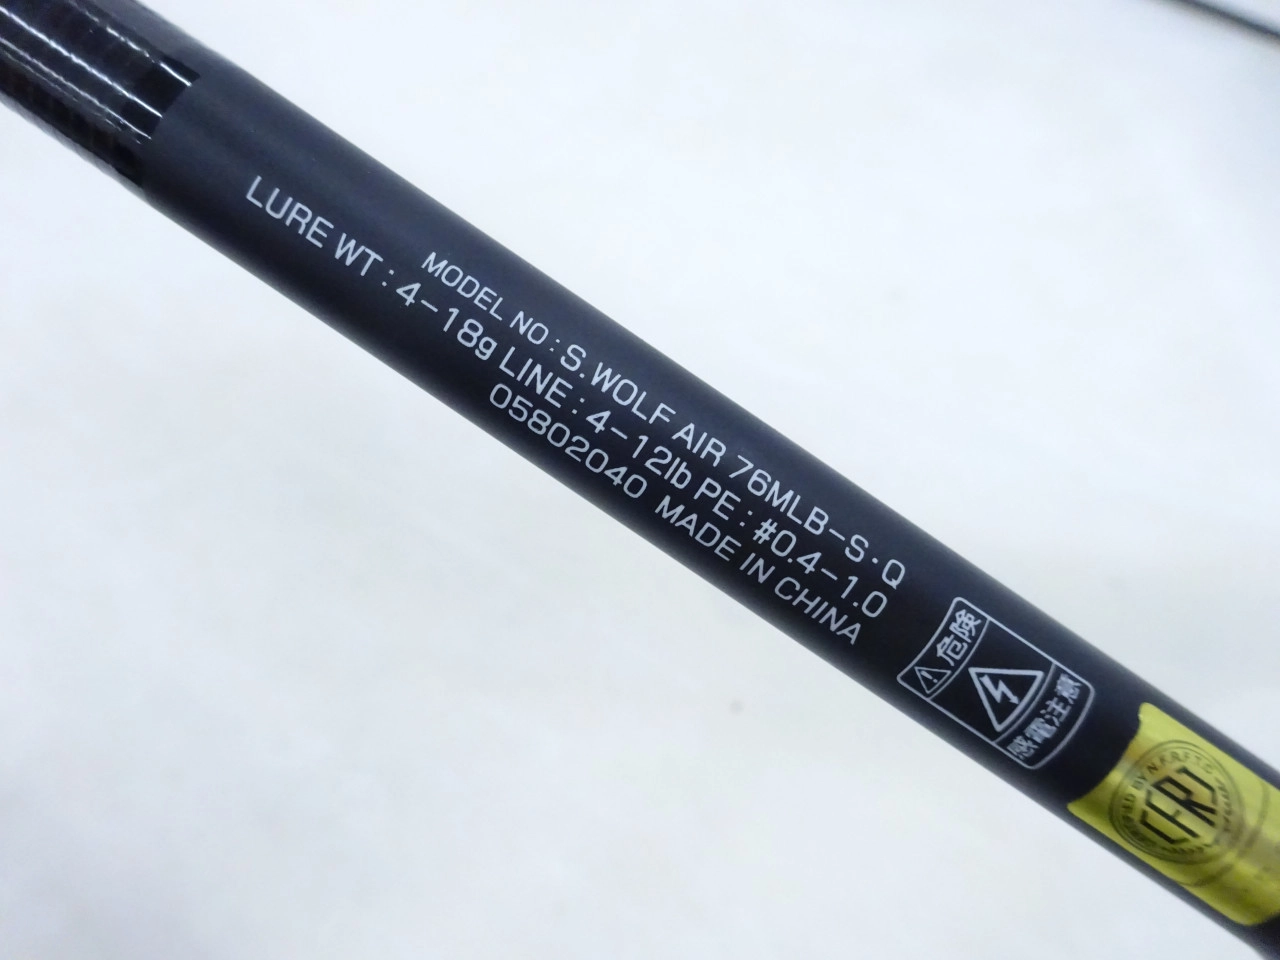 MODEL NO : S.WOLF AIR 76MLB-S・Q
LURE WT : 4-18g LINE : 4-12lb PE : #0.4-1.0
05802040 MADE IN CHINA
危険
感電注意